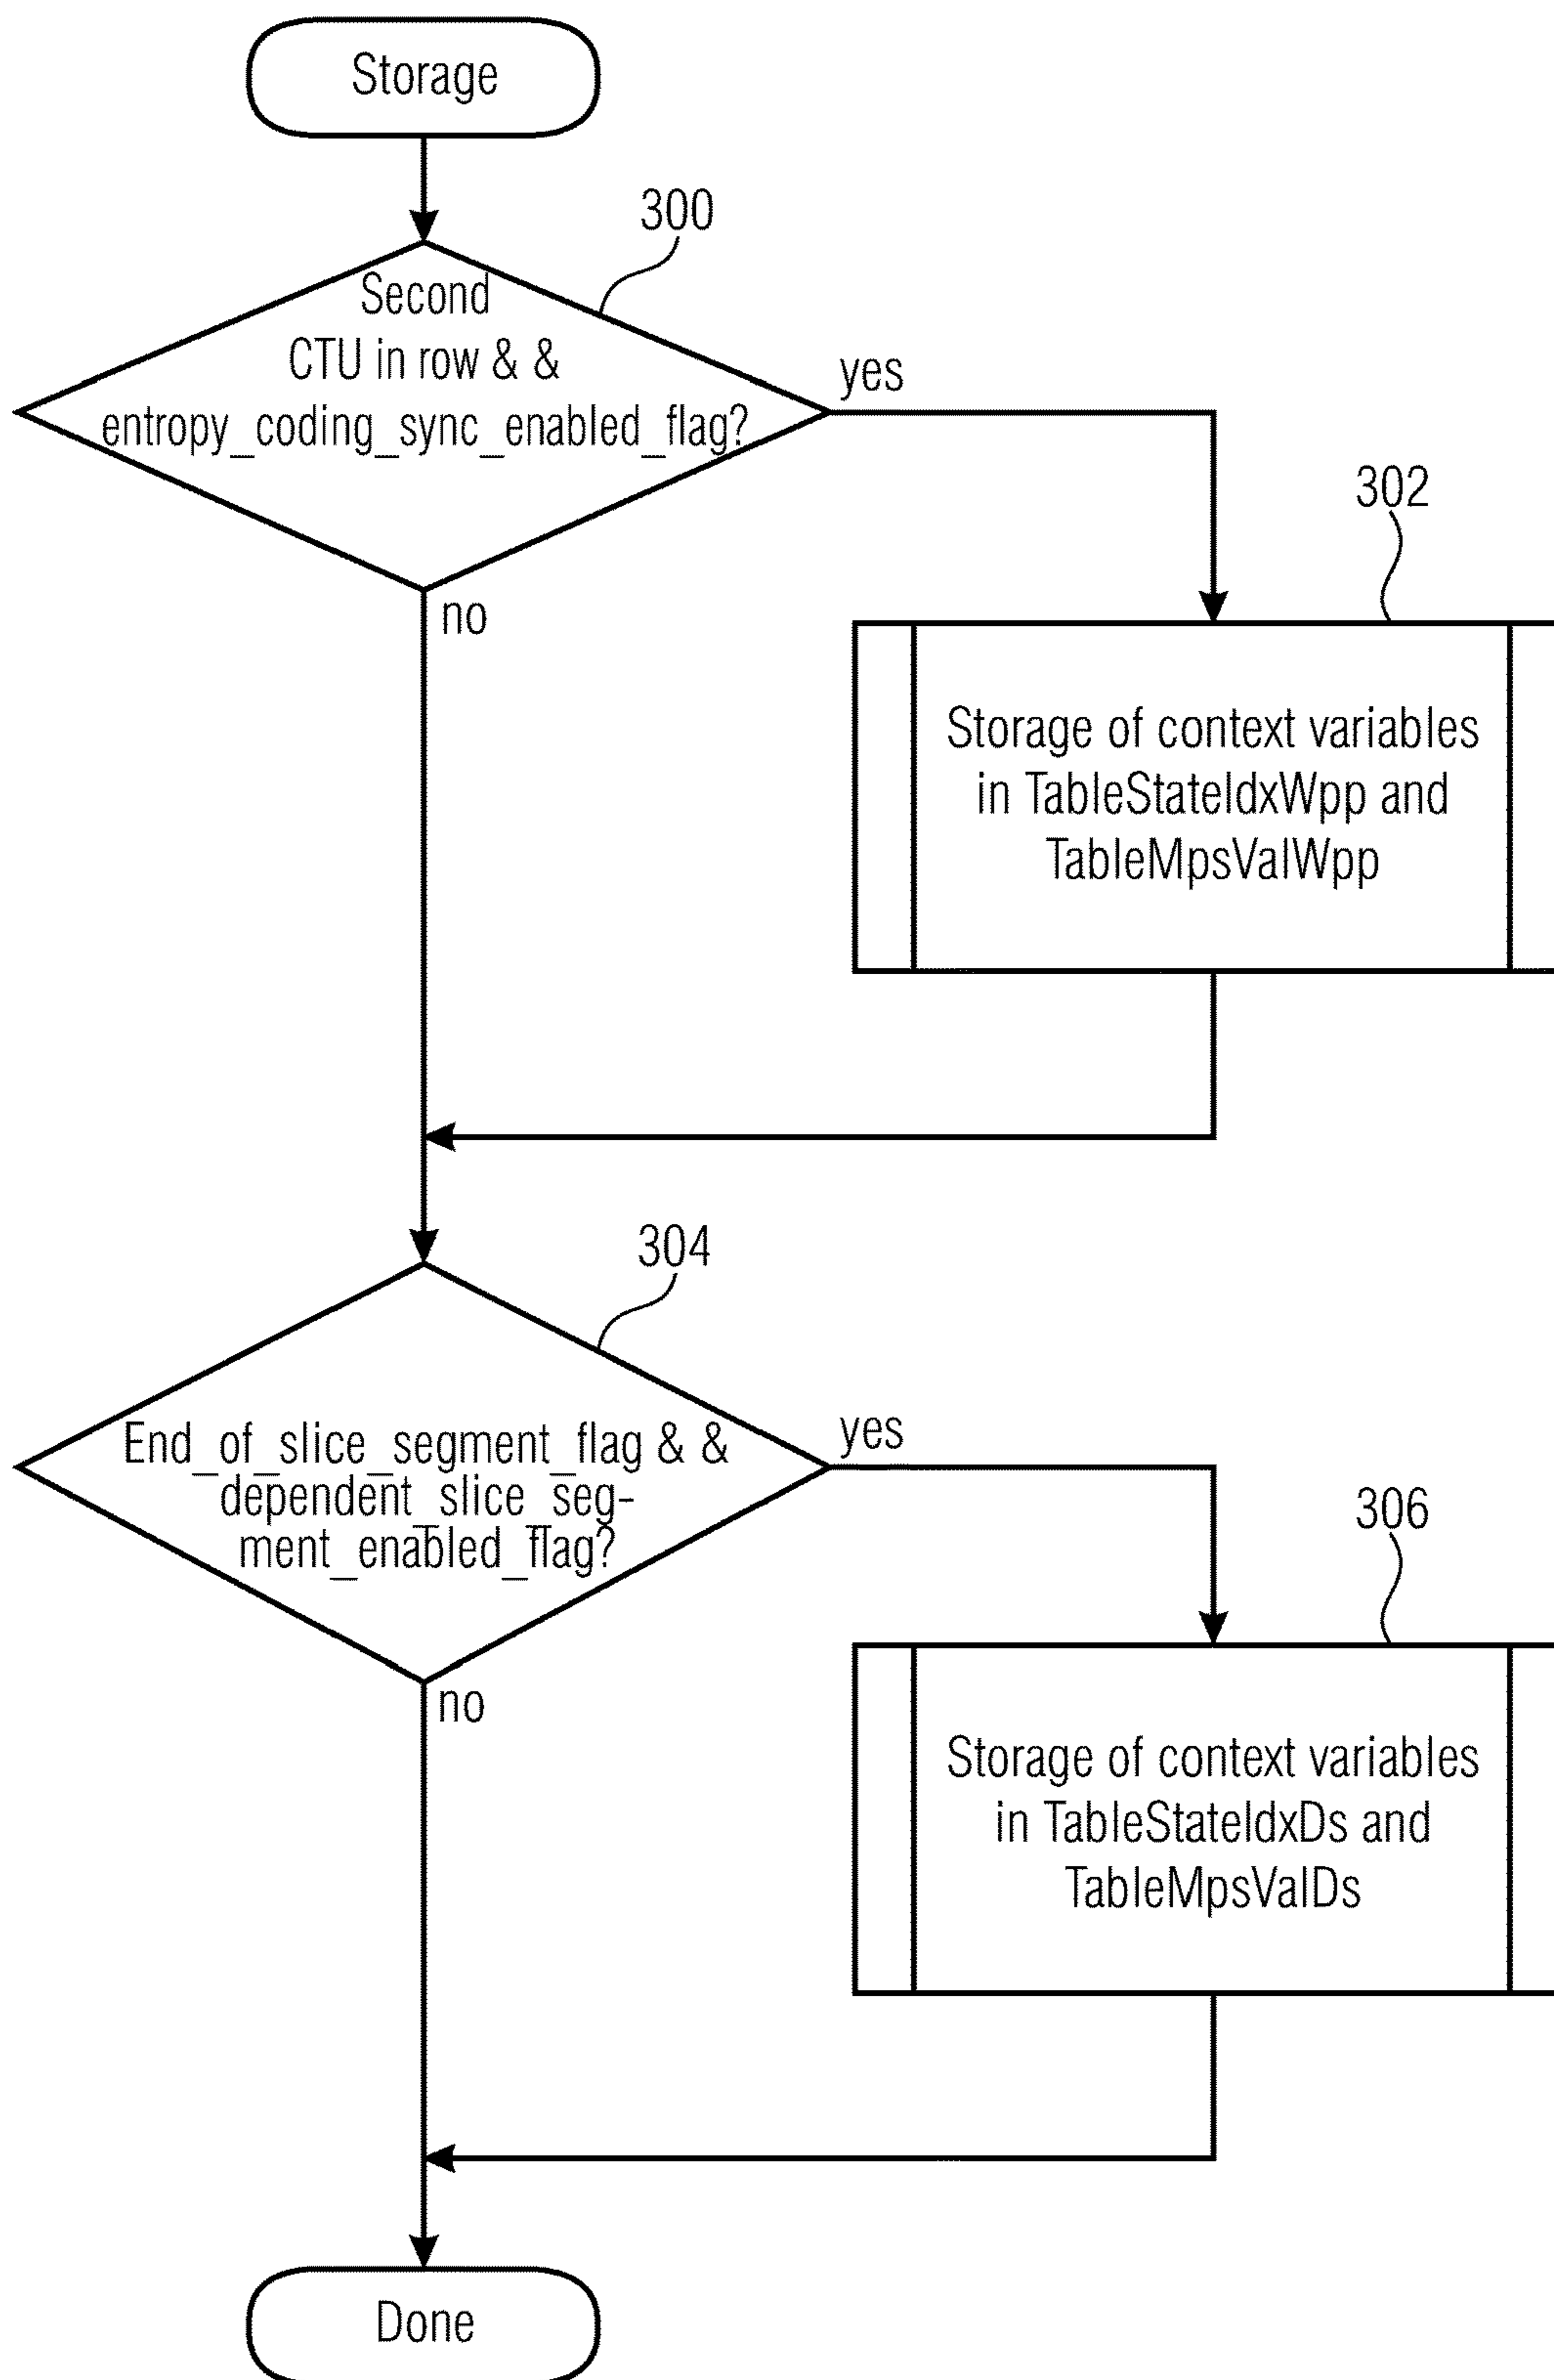 Storage
300
Second
CTU in row & &
entropy_coding_sync_enabled_flag?
yes
302
no
Storage of context variables
in TableStateIdxWpp and
TableMpsValWpp
304
End_of_slice_segment_flag & &
dependent_slice_seg-
ment_enabled_flag?
yes
306
no
Storage of context variables
in TableStateIdxDs and
TableMpsValDs
Done